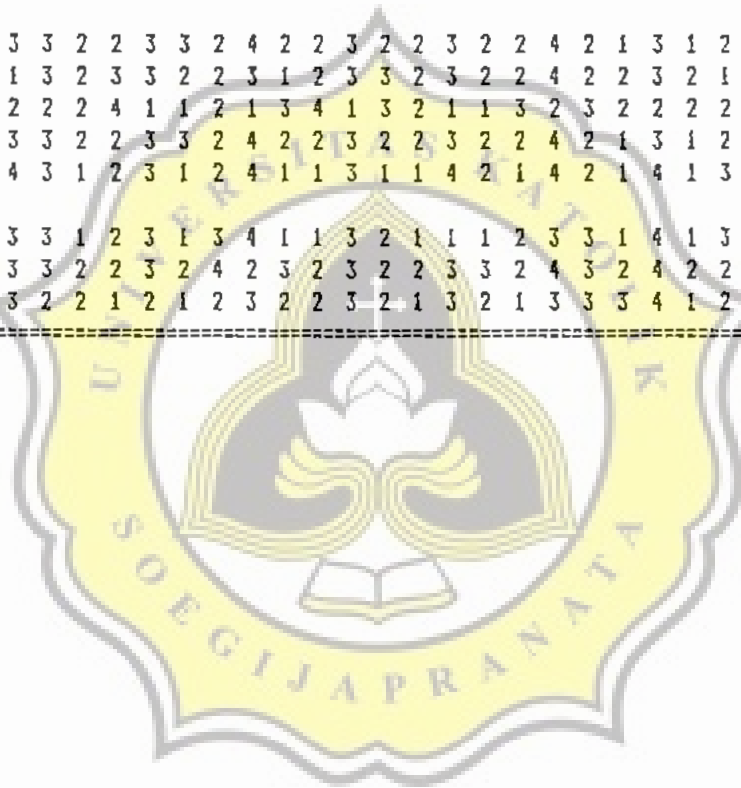 3 3 2 2 3 3 2 4 2 2 3 2 2 3 2 2 4 2 1 3 1 2
1 3 2 3 3 2 2 3 1 2 3 3 2 3 2 2 4 2 2 3 2 1
2 2 2 4 1 1 2 1 3 4 1 3 2 1 1 3 2 3 2 2 2 2
3 3 2 2 3 3 2 4 2 2 3 2 2 3 2 2 4 2 1 3 1 2
4 3 1 2 3 1 2 4 1 1 3 1 1 4 2 1 4 2 1 4 1 3
3 3 1 2 3 1 3 4 1 1 3 2 1 1 1 2 3 3 1 4 1 3
3 3 2 2 3 2 4 2 3 2 3 2 2 3 3 2 4 3 2 4 2 2
3 2 2 1 2 1 2 3 2 2 3 2 1 3 2 1 3 3 3 4 1 2
UNIVERSITAS KATOLIK
SOEGIJAPRANATA